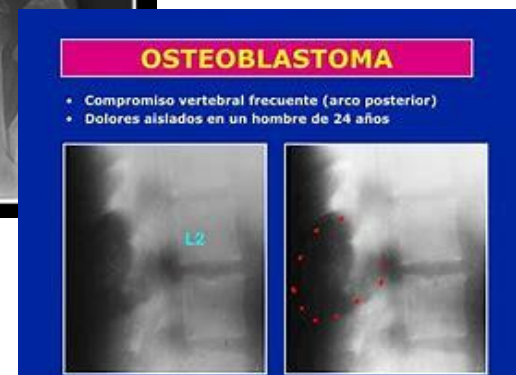 OSTEOBLASTOMA
• Compromiso vertebral frecuente (arco posterior)
• Dolores aislados en un hombre de 24 años
L2